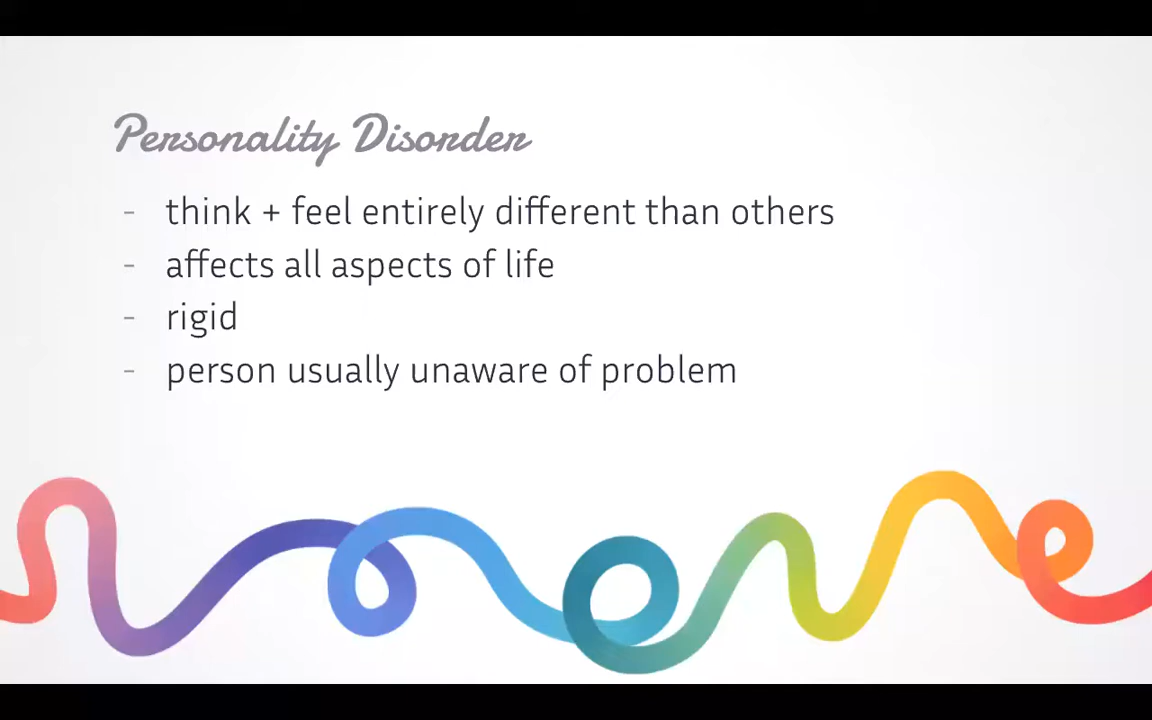 Personality Disorder
- think + feel entirely different than others
- affects all aspects of life
- rigid
- person usually unaware of problem